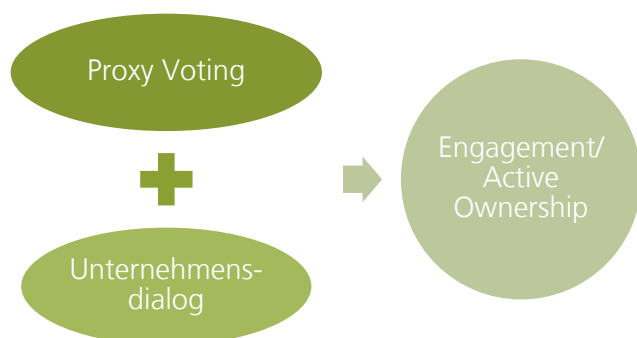 Proxy Voting
Unternehmens-
dialog
Engagement/
Active
Ownership